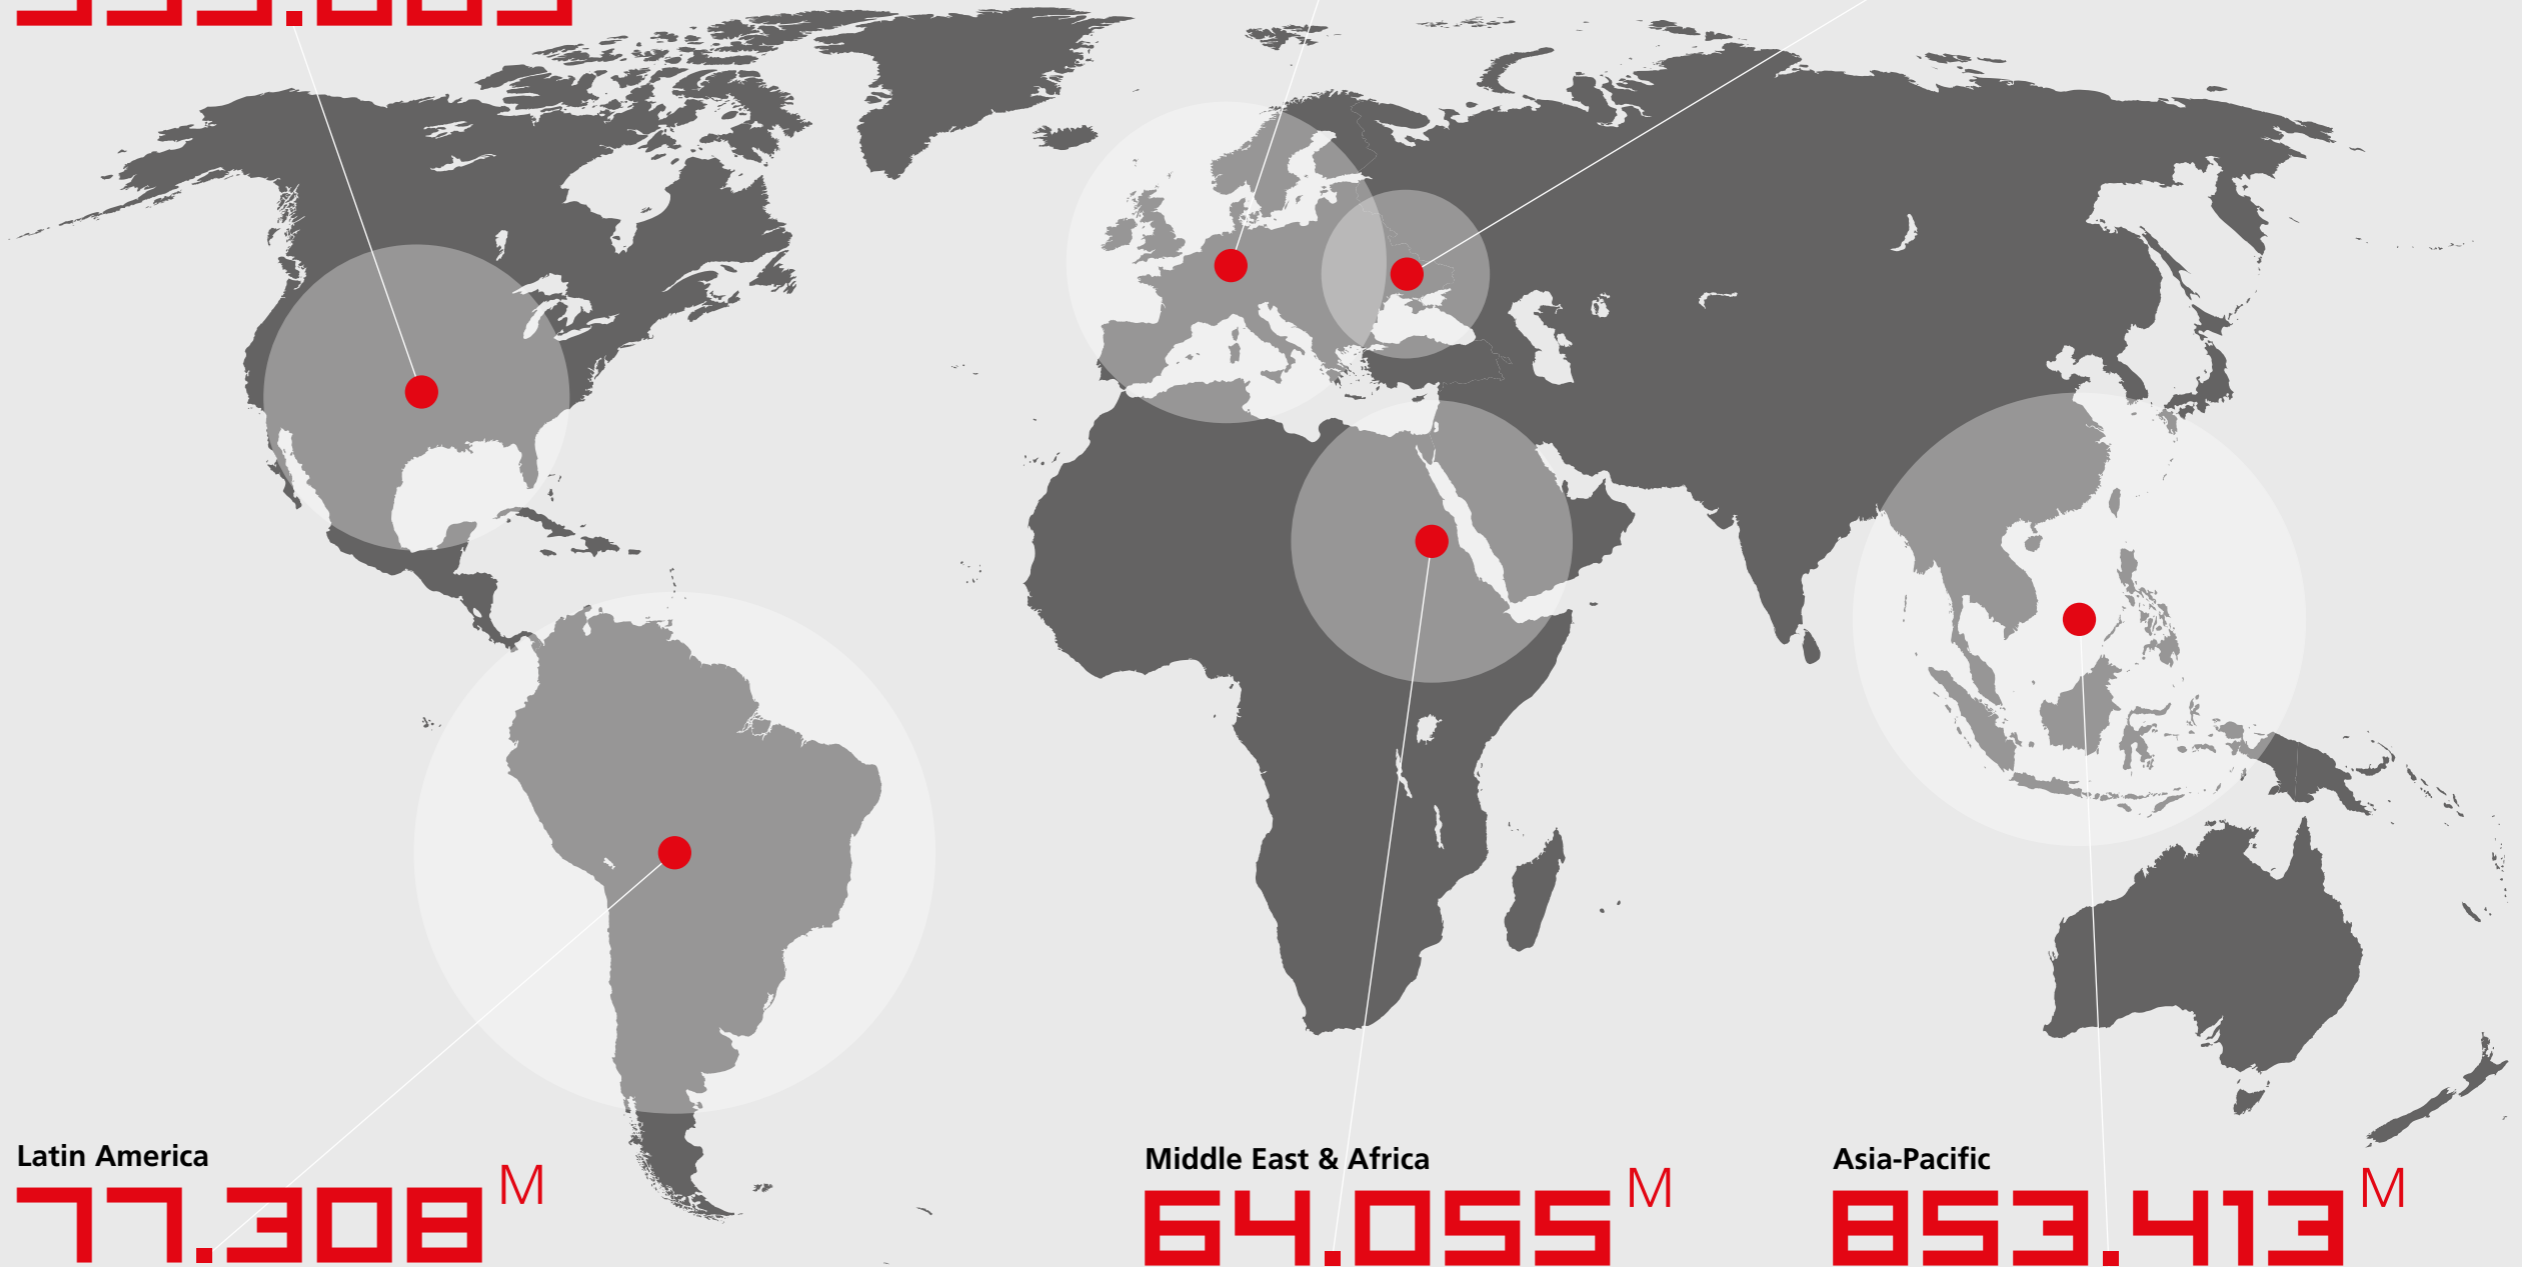 Latin America
77.308 M
Middle East & Africa
64.055 M
Asia-Pacific
853.413 M